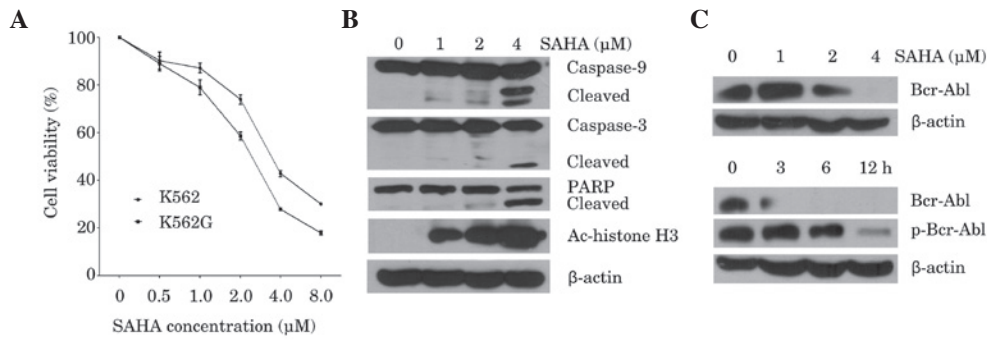 A
100
80
60
40
20
0
Cell viability (%)
K562
K562G
0 0.5 1.0 2.0 4.0 8.0
SAHA concentration (µM)
B
0 1 2 4 SAHA (µM)
Caspase-9
Cleaved
Caspase-3
Cleaved
PARP
Cleaved
Ac-histone H3
β-actin
C
0 1 2 4 SAHA (µM)
Bcr-Abl
β-actin
0 3 6 12 h
Bcr-Abl
p-Bcr-Abl
β-actin